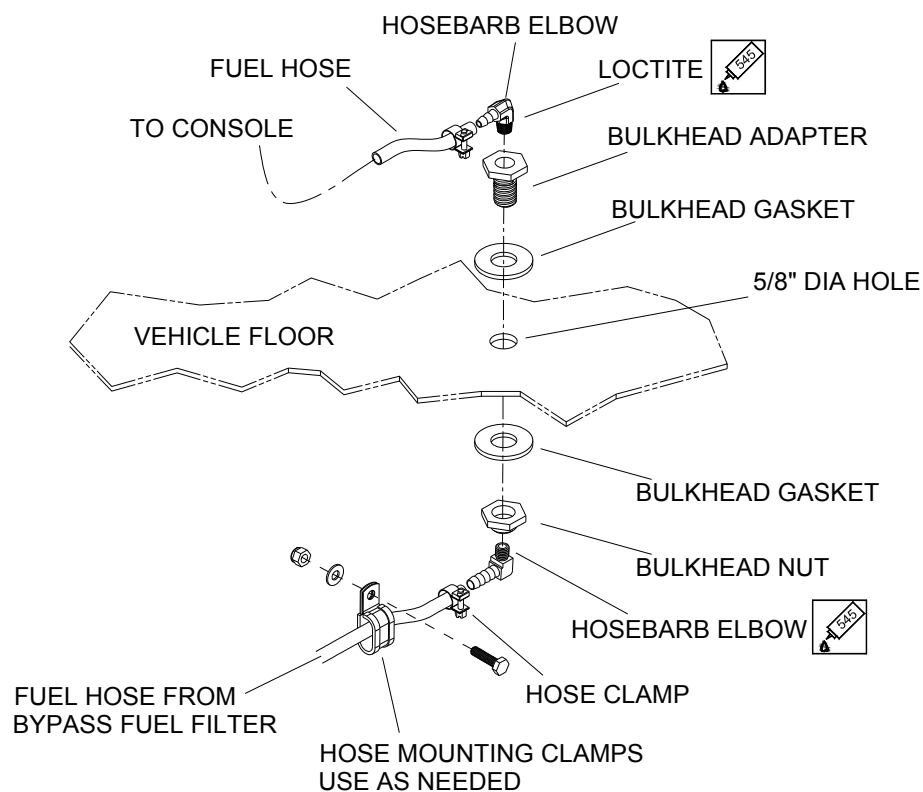 HOSEBARB ELBOW
FUEL HOSE
LOCTITE
545
TO CONSOLE
BULKHEAD ADAPTER
BULKHEAD GASKET
5/8" DIA HOLE
VEHICLE FLOOR
BULKHEAD GASKET
BULKHEAD NUT
HOSEBARB ELBOW
545
HOSE CLAMP
FUEL HOSE FROM
BYPASS FUEL FILTER
HOSE MOUNTING CLAMPS
USE AS NEEDED